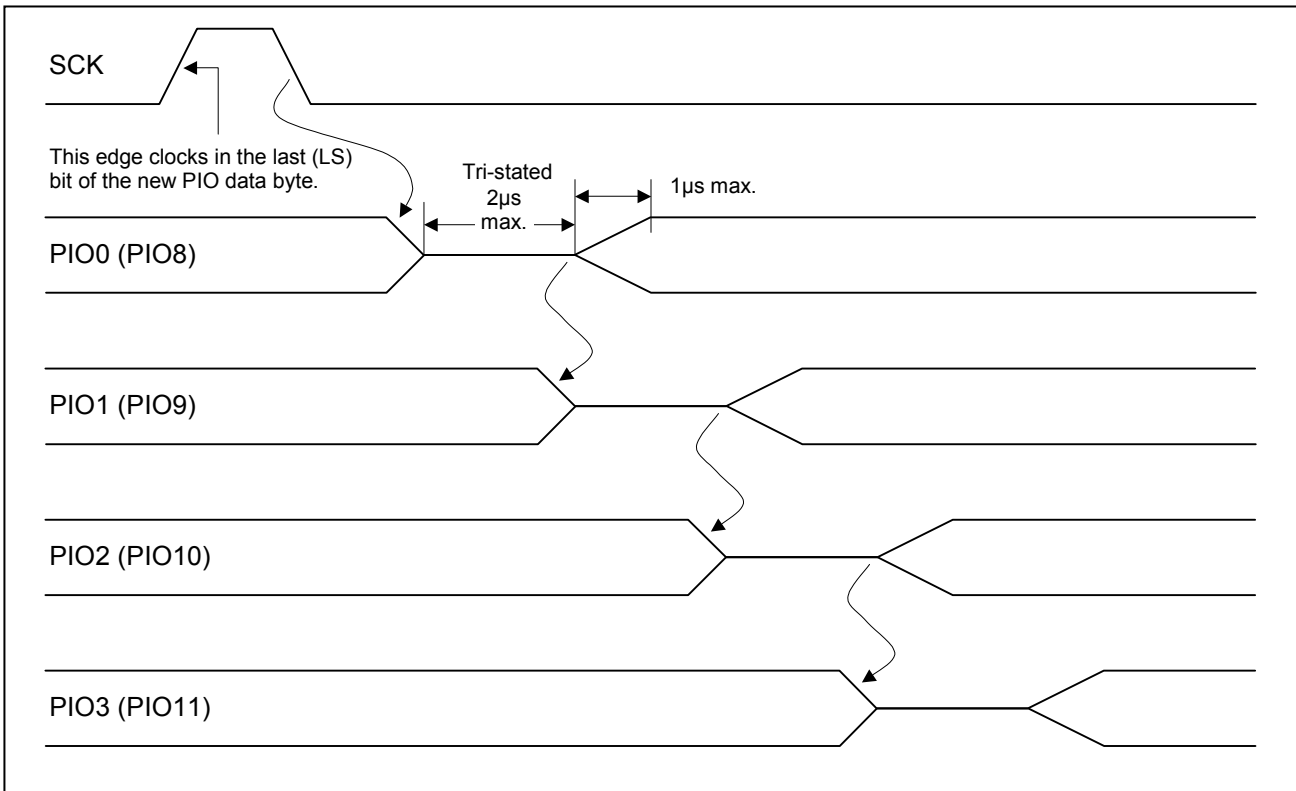 SCK
This edge clocks in the last (LS)
bit of the new PIO data byte.
Tri-stated
2µs
max.
1µs max.
PIO0 (PIO8)
PIO1 (PIO9)
PIO2 (PIO10)
PIO3 (PIO11)